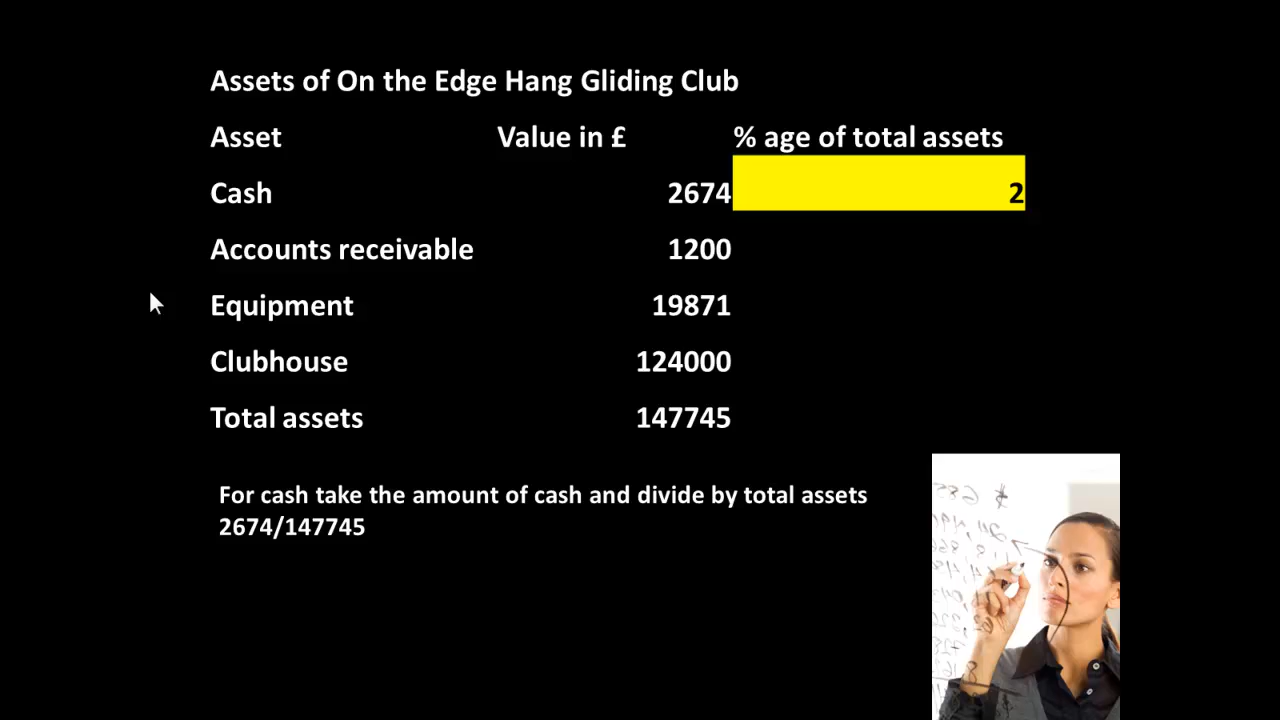 Assets of On the Edge Hang Gliding Club
Asset Value in £ % age of total assets
Cash 2674 2
Accounts receivable 1200
Equipment 19871
Clubhouse 124000
Total assets 147745
For cash take the amount of cash and divide by total assets
2674/147745